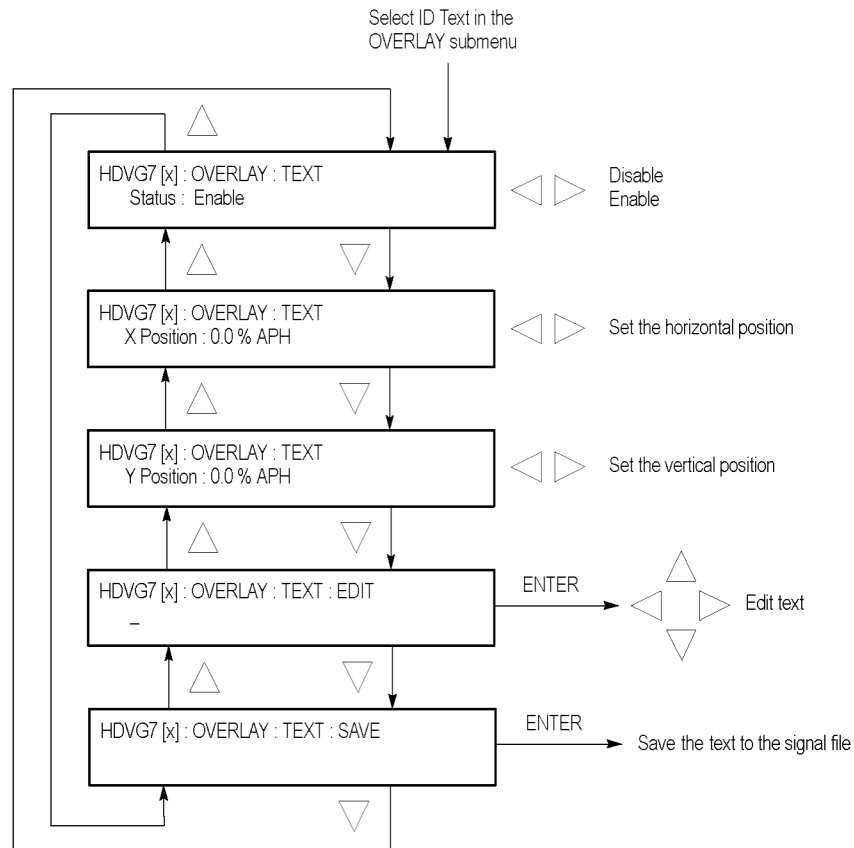 Select ID Text in the
OVERLAY submenu
HDVG7 [x] : OVERLAY : TEXT
Status : Enable
Disable
Enable
HDVG7 [x] : OVERLAY : TEXT
X Position : 0.0 % APH
Set the horizontal position
HDVG7 [x] : OVERLAY : TEXT
Y Position : 0.0 % APH
Set the vertical position
HDVG7 [x] : OVERLAY : TEXT : EDIT
_
ENTER
Edit text
HDVG7 [x] : OVERLAY : TEXT : SAVE
ENTER
Save the text to the signal file